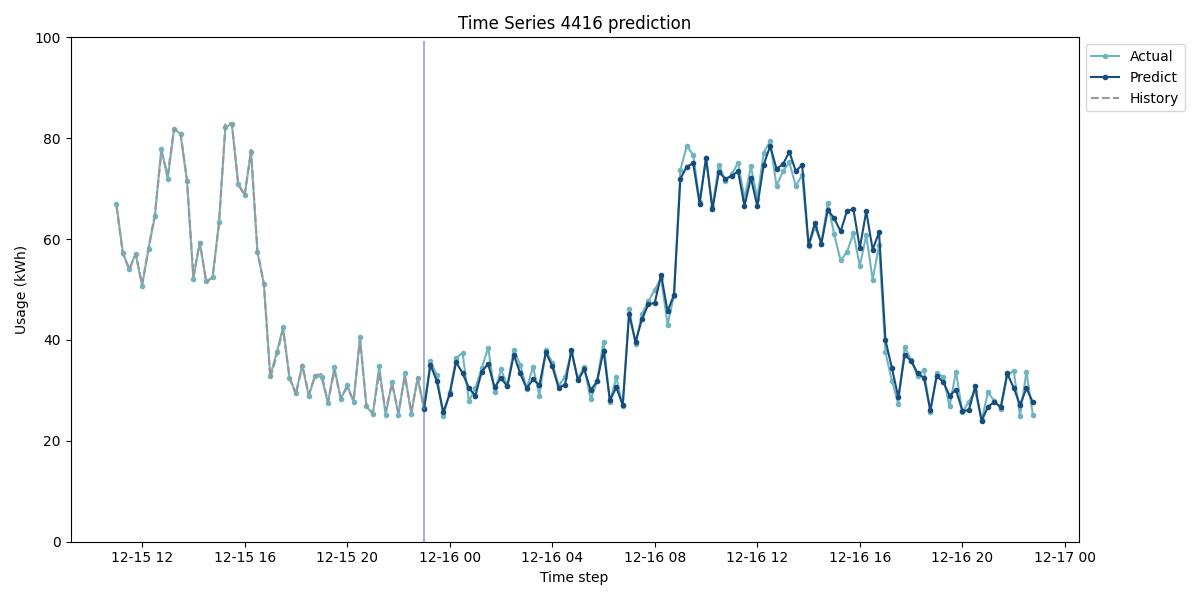 Time Series 4416 prediction
Usage (kWh)
100
80
60
40
20
0
12-15 12
12-15 16
12-15 20
12-16 00
12-16 04
12-16 08
12-16 12
12-16 16
12-16 20
12-17 00
Time step
Actual
Predict
History